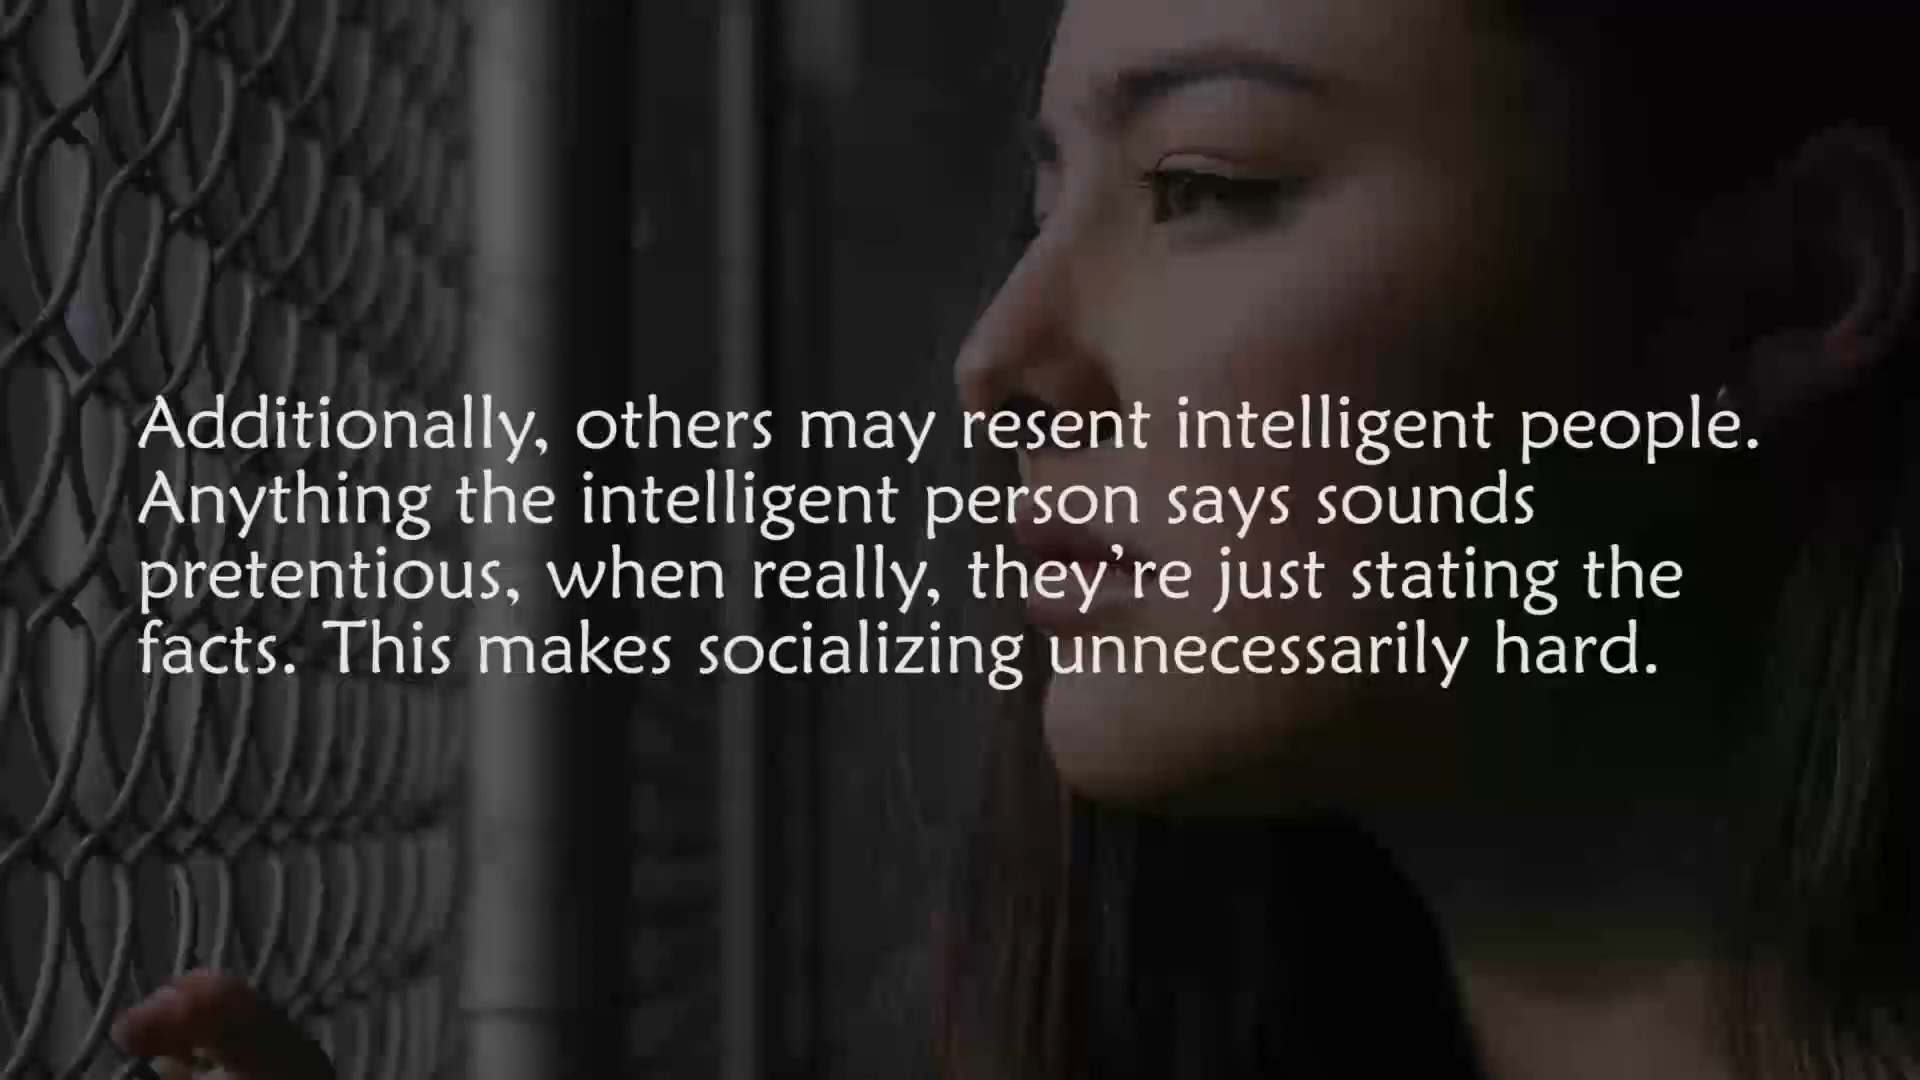 Additionally, others may resent intelligent people.
Anything the intelligent person says sounds
pretentious, when really, they’re just stating the
facts. This makes socializing unnecessarily hard.